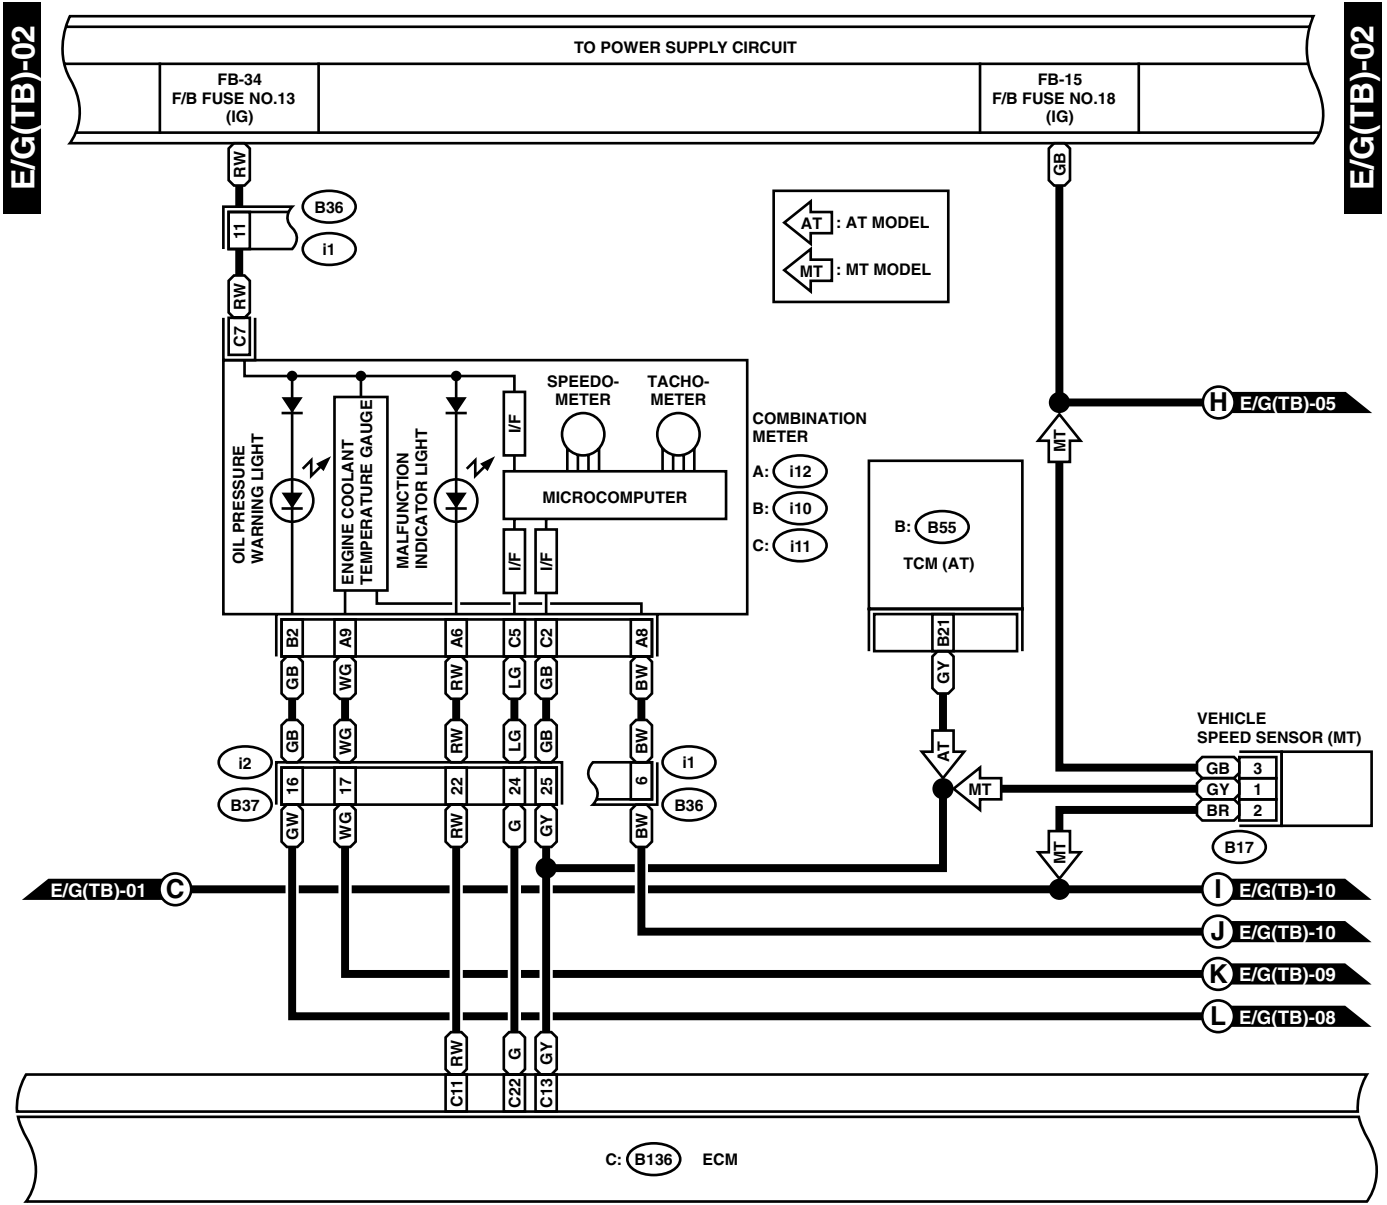 E/G(TB)-02
E/G(TB)-02
TO POWER SUPPLY CIRCUIT
FB-34
F/B FUSE NO.13
(IG)
FB-15
F/B FUSE NO.18
(IG)
RW
GB
11
B36
i1
RW
C7
AT : AT MODEL
MT : MT MODEL
OIL PRESSURE
WARNING LIGHT
ENGINE COOLANT
TEMPERATURE GAUGE
MALFUNCTION
INDICATOR LIGHT
I/F
SPEEDO-
METER
TACHO-
METER
MICROCOMPUTER
I/F
I/F
COMBINATION
METER
A: i12
B: i10
C: i11
H E/G(TB)-05
MT
B: B55
TCM (AT)
B21
GY
AT
B2 A9 A6 C5 C2 A8
GB WG RW LG GB BW
GB WG RW LG GB BW
i2
16 17 22 24 25 6
i1
B37
B36
GW WG RW G GY BW
VEHICLE
SPEED SENSOR (MT)
GB 3
MT
GY 1
BR 2
B17
MT
E/G(TB)-01 C
I E/G(TB)-10
J E/G(TB)-10
K E/G(TB)-09
L E/G(TB)-08
RW G GY
C11 C22 C13
C: B136 ECM